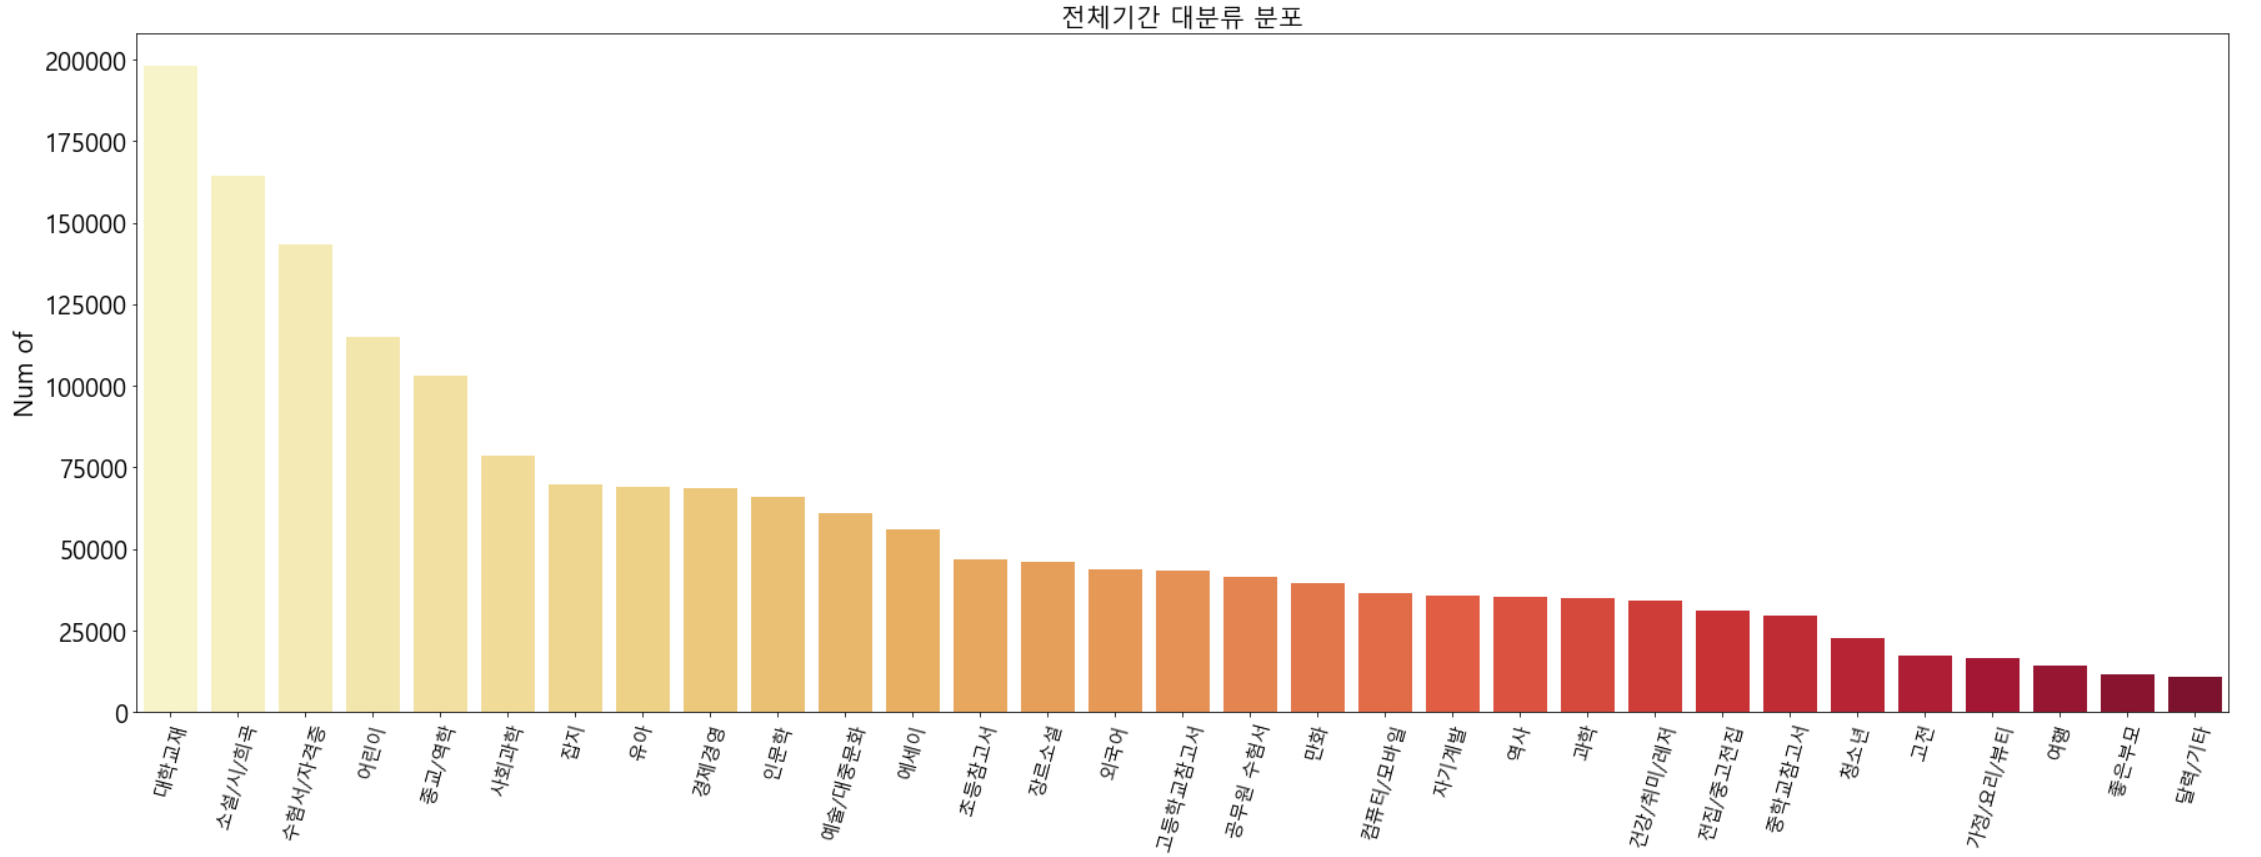 전체기간 대분류 분포
Num of
200000
175000
150000
125000
100000
75000
50000
25000
0
대학교재
소설/시/희곡
수험서/자격증
어린이
종교/역학
사회과학
잡지
유아
경제경영
인문학
예술/대중문화
에세이
초등참고서
장르소설
외국어
고등학교참고서
공무원 수험서
만화
컴퓨터/모바일
자기계발
역사
과학
건강/취미/레저
전집/중고전집
중학교참고서
청소년
고전
가정/요리/뷰티
여행
좋은부모
달력/기타